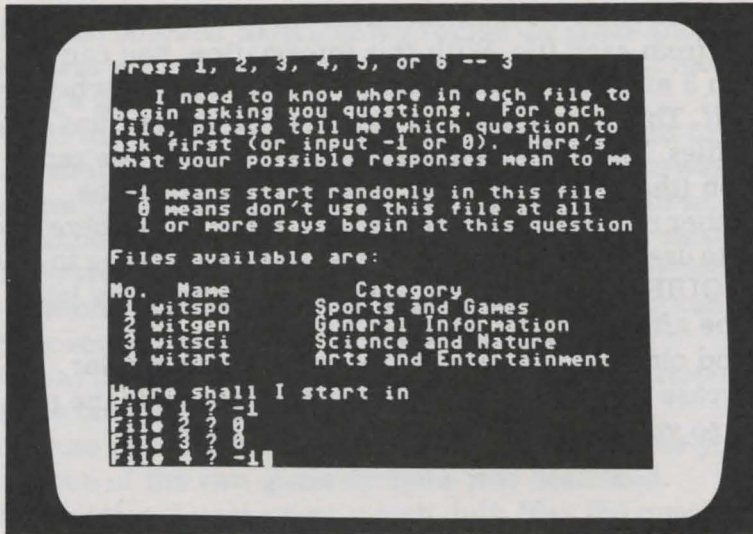 Press 1, 2, 3, 4, 5, or 6 -- 3
I need to know where in each file to
begin asking you questions.  For each
file, please tell me which question to
ask first (or input -1 or 0).  Here's
what your possible responses mean to me
-1 means start randomly in this file
0 means don't use this file at all
1 or more says begin at this question
Files available are:
No.  Name  Category
1 witspo  Sports and Games
2 witgen  General Information
3 witsci  Science and Nature
4 witart  Arts and Entertainment
Where shall I start in
File 1 ? -1
File 2 ? 0
File 3 ? 0
File 4 ? -1